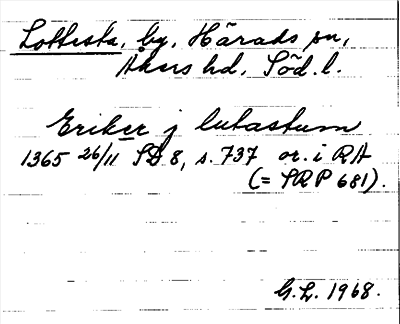 Lottesta, by, Härads sn,
Åkers hd, Söd. l.
Eriker j lutastum
1365 26/11 SD 8, s. 737 or. i RA
(= SRP 681).
G. L. 1968.